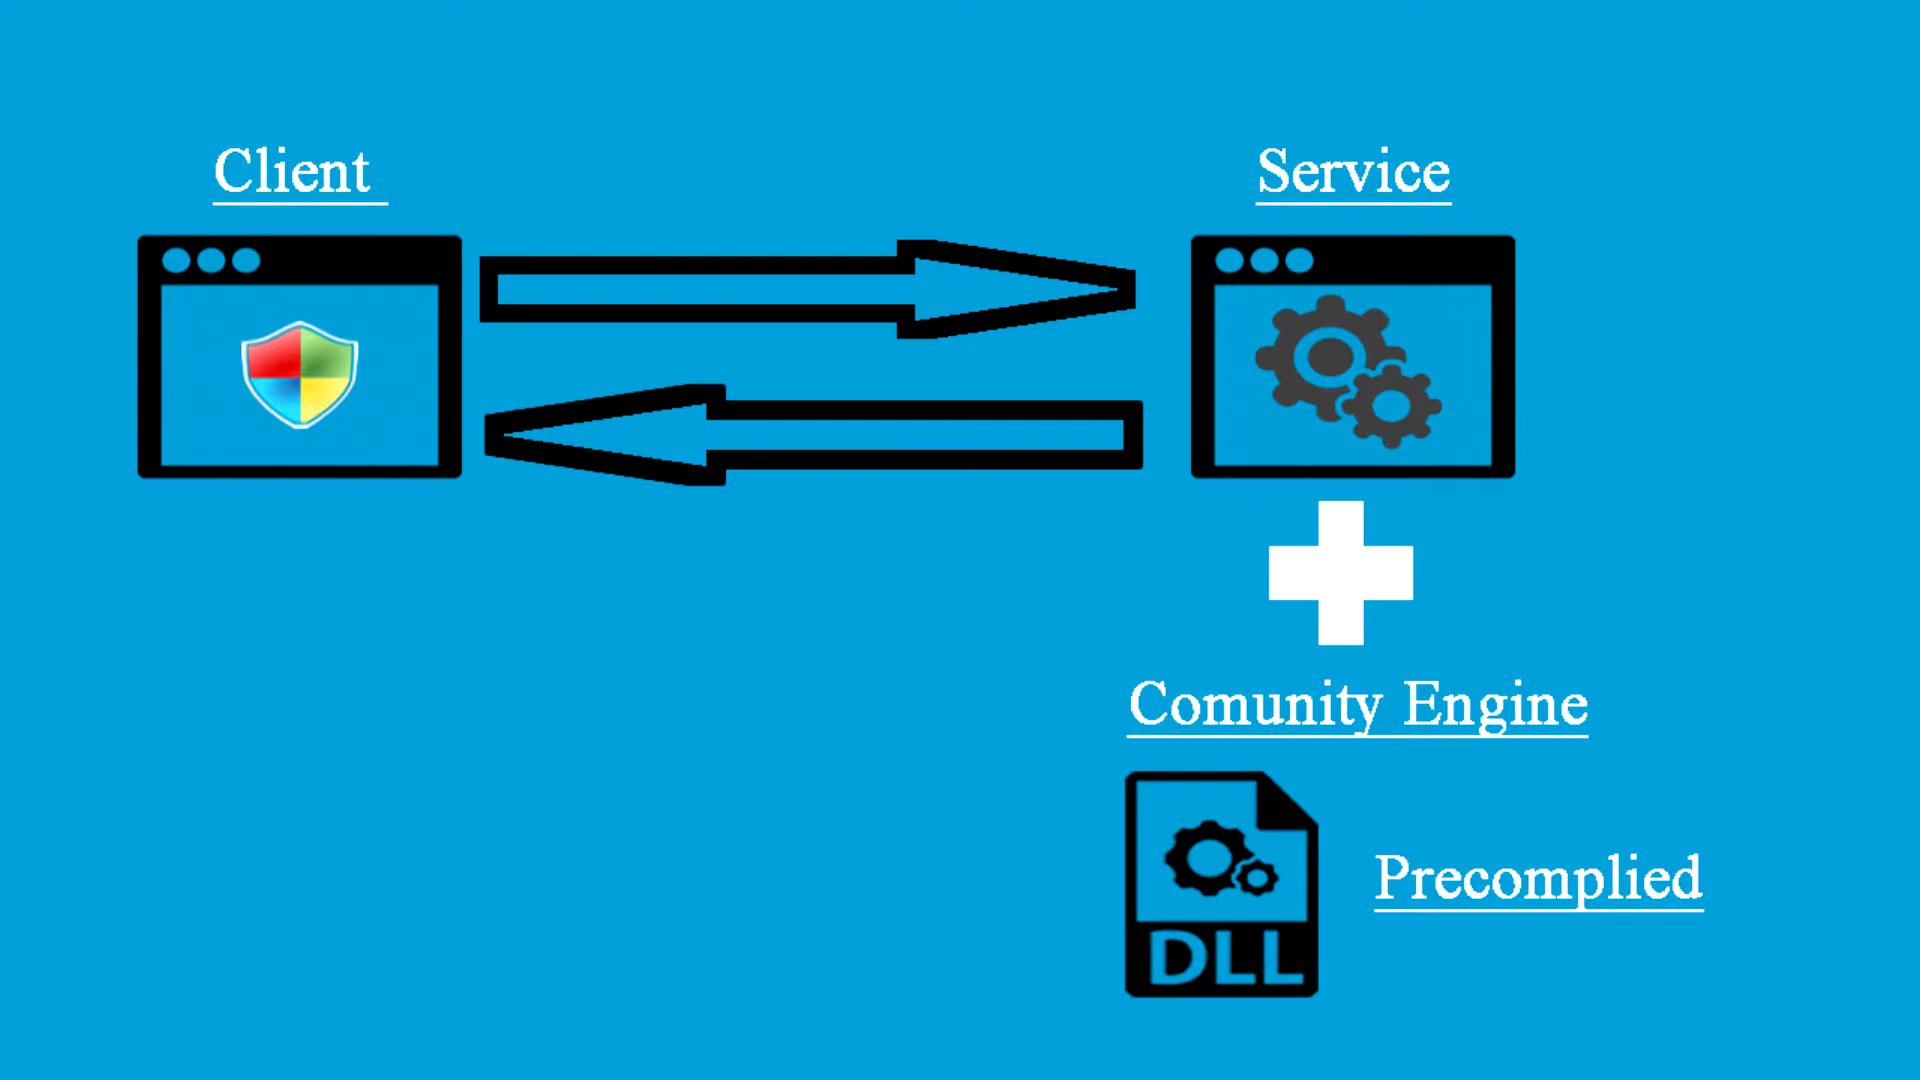 Client
Service
Comunity Engine
Precomplied
DLL